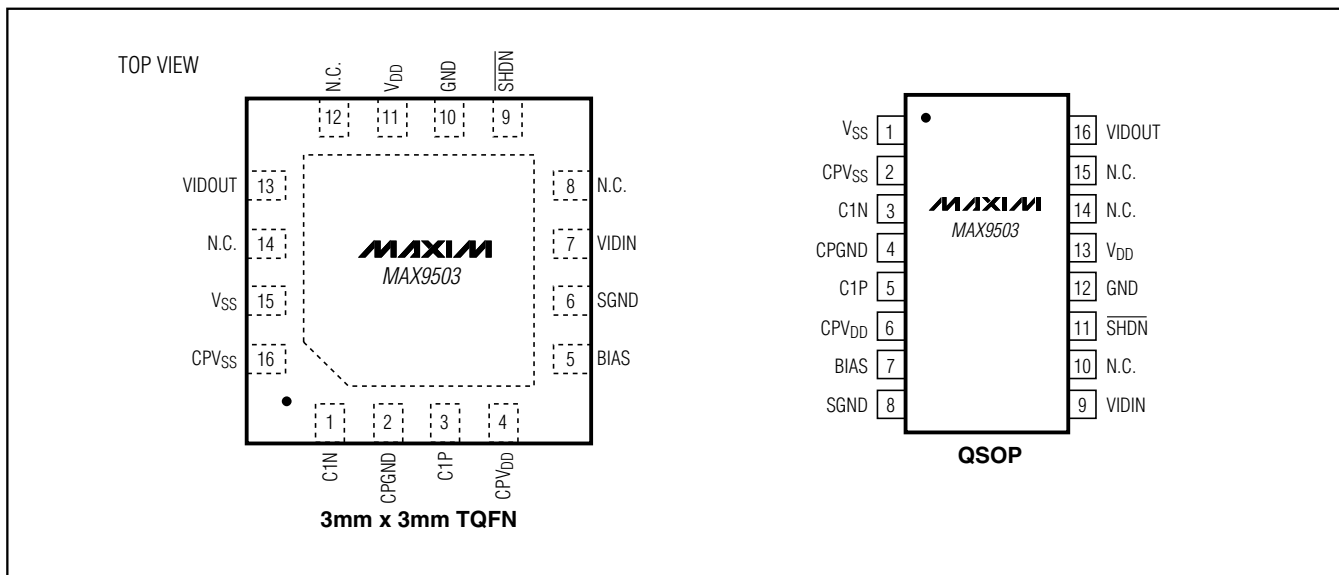 TOP VIEW
N.C.
VDD
GND
SHDN
12
11
10
9
VIDOUT 13
N.C. 14
VSS 15
CPVSS 16
8 N.C.
7 VIDIN
6 SGND
5 BIAS
MAXIM
MAX9503
1
2
3
4
C1N
CPGND
C1P
CPVDD
3mm x 3mm TQFN
VSS 1
CPVSS 2
C1N 3
CPGND 4
C1P 5
CPVDD 6
BIAS 7
SGND 8
MAXIM
MAX9503
16 VIDOUT
15 N.C.
14 N.C.
13 VDD
12 GND
11 SHDN
10 N.C.
9 VIDIN
QSOP